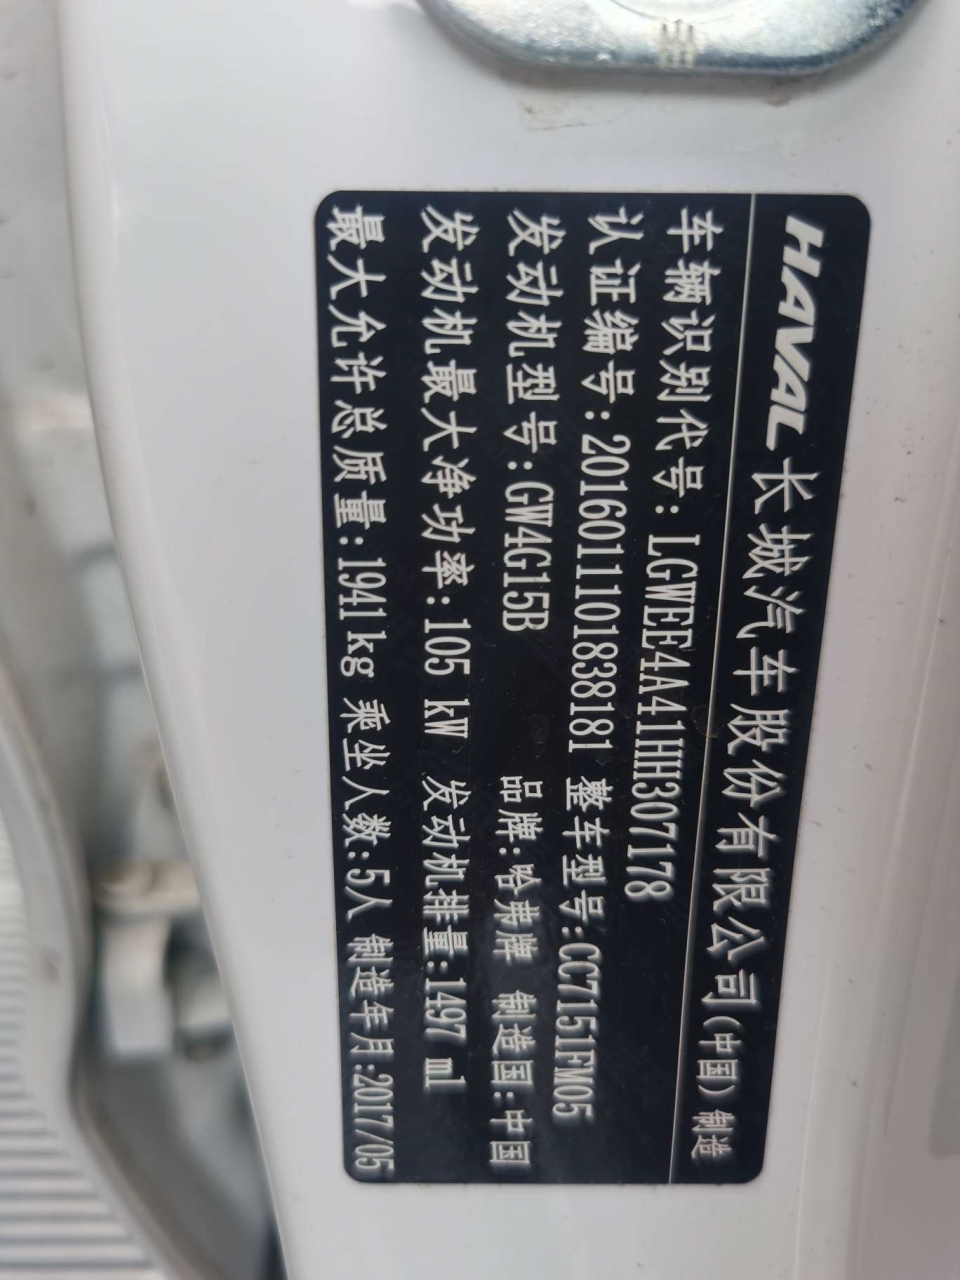 HAVAL 长城汽车股份有限公司(中国) 制造
车辆识别代号:LGWEE4A41HH307178
认证编号:2016011101838181 整车型号:CC7151FM05
发动机型号:GW4G15B 品牌:哈弗牌 制造国:中国
发动机最大净功率:105 kW 发动机排量:1497 ml
最大允许总质量:1941kg 乘坐人数:5人 制造年月:2017/05